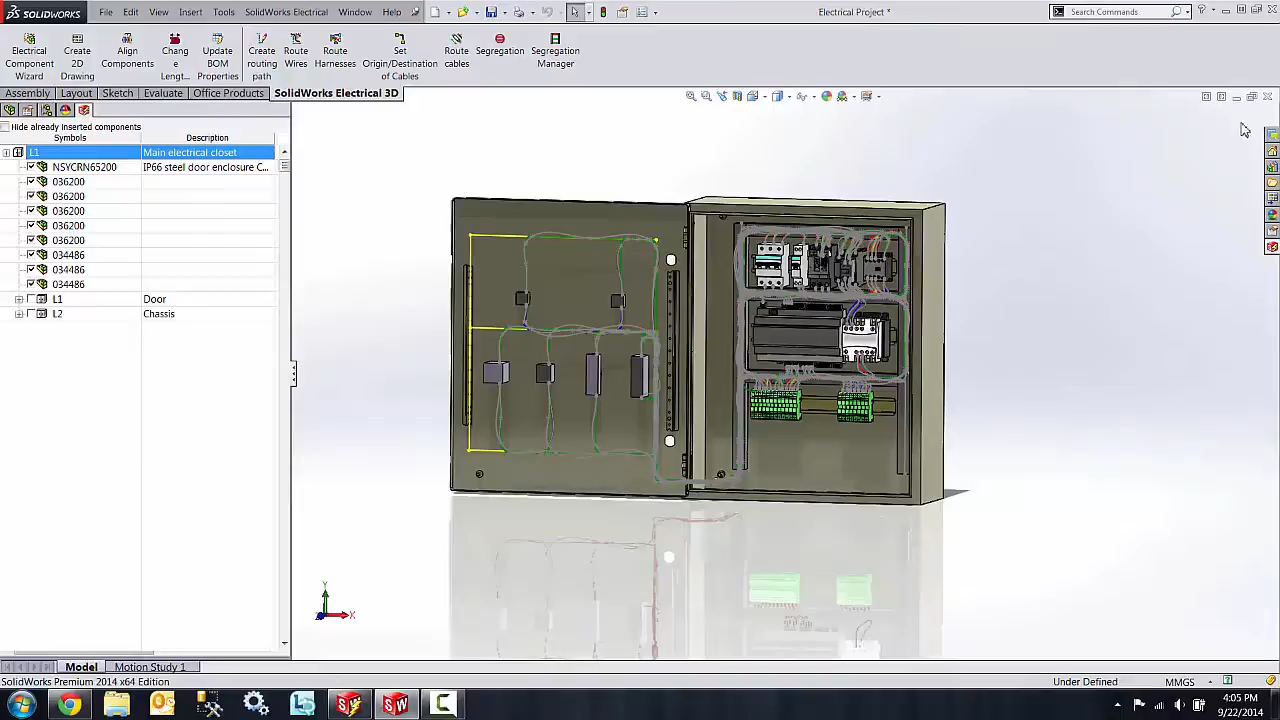 SOLIDWORKS File Edit View Insert Tools SolidWorks Electrical Window Help Electrical Project * Search Commands
Electrical Component Wizard
Create 2D Drawing
Align Components
Chang e Lengt...
Update BOM Properties
Create routing path
Route Wires
Route Harnesses
Set Origin/Destination of Cables
Route cables
Segregation
Segregation Manager
Assembly Layout Sketch Evaluate Office Products SolidWorks Electrical 3D
Hide already inserted components
Symbols Description
L1 Main electrical closet
NSYCRN65200 IP66 steel door enclosure C...
036200
036200
036200
036200
036200
034486
034486
034486
L1 Door
L2 Chassis
Y
X
Model Motion Study 1
SolidWorks Premium 2014 x64 Edition Under Defined MMGS
4:05 PM
9/22/2014